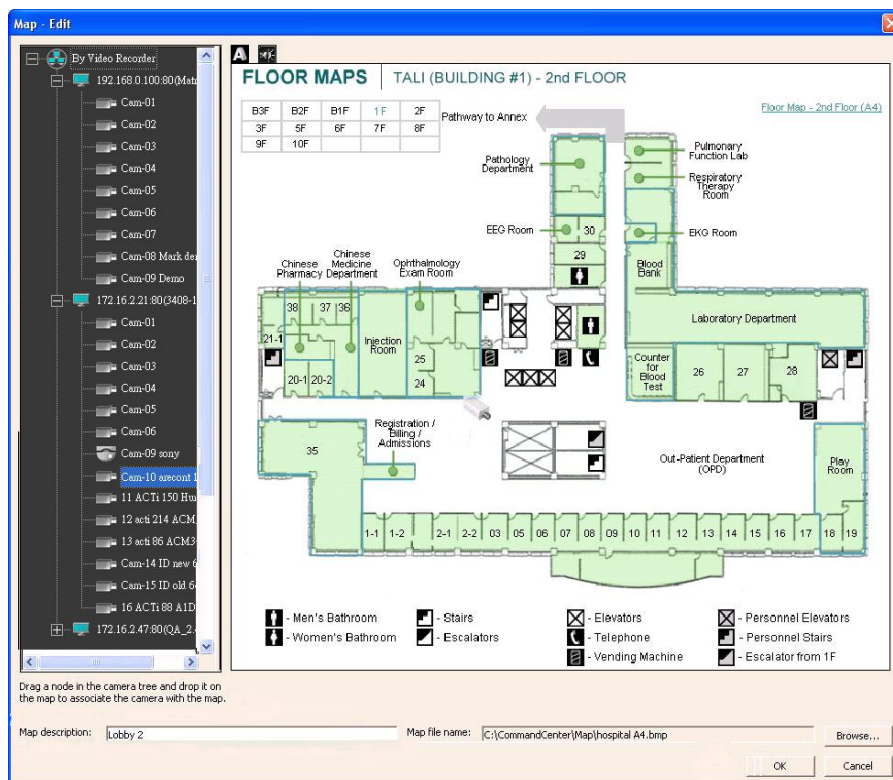 Map - Edit
By Video Recorder
192.168.0.100:80(Matr
Cam-01
Cam-02
Cam-03
Cam-04
Cam-05
Cam-06
Cam-07
Cam-08 Mark der
Cam-09 Demo
172.16.2.21:80(3408-1
Cam-01
Cam-02
Cam-03
Cam-04
Cam-05
Cam-06
Cam-09 sony
Cam-10 arecont 1
11 ACTi 150 Hu
12 acti 214 ACM
13 acti 86 ACM3
Cam-14 ID new 6
Cam-15 ID old 6
16 ACTi 88 A1D
172.16.2.47:80(QA_2.
Drag a node in the camera tree and drop it on
the map to associate the camera with the map.
A
FLOOR MAPS TALI (BUILDING #1) - 2nd FLOOR
B3F B2F B1F 1F 2F
3F 5F 6F 7F 8F
9F 10F
Pathway to Annex
Floor Map - 2nd Floor (A4)
Pathology
Department
Pulmonary
Function Lab
Respiratory
Therapy
Room
EEG Room
30
EKG Room
29
Blood
Bank
Chinese
Pharmacy
Chinese
Medicine
Department
Ophthalmology
Exam Room
38 37 36
21-1
Injection
Room
25
24
20-1 20-2
Laboratory Department
Counter
for
Blood
Test
26 27 28
Registration /
Billing /
Admissions
35
Out-Patient Department
(OPD)
Play
Room
1-1 1-2 2-1 2-2 03 05 06 07 08 09 10 11 12 13 14 15 16 17 18 19
- Men's Bathroom
- Women's Bathroom
- Stairs
- Escalators
- Elevators
- Telephone
- Vending Machine
- Personnel Elevators
- Personnel Stairs
- Escalator from 1F
Map description: Lobby 2
Map file name: C:\CommandCenter\Map\hospital A4.bmp
Browse...
OK
Cancel